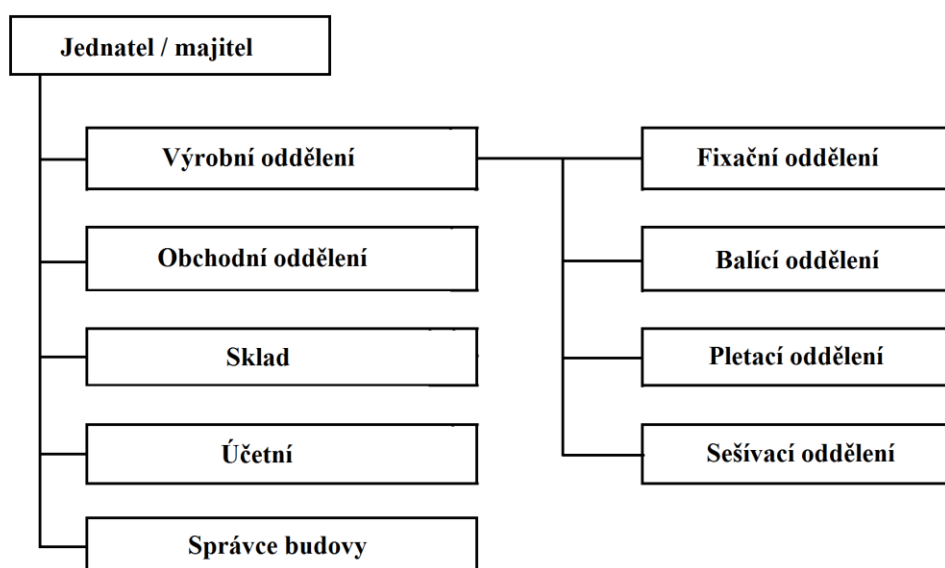 Jednatel / majitel
Výrobní oddělení
Fixační oddělení
Obchodní oddělení
Balící oddělení
Sklad
Pletací oddělení
Účetní
Sešívací oddělení
Správce budovy